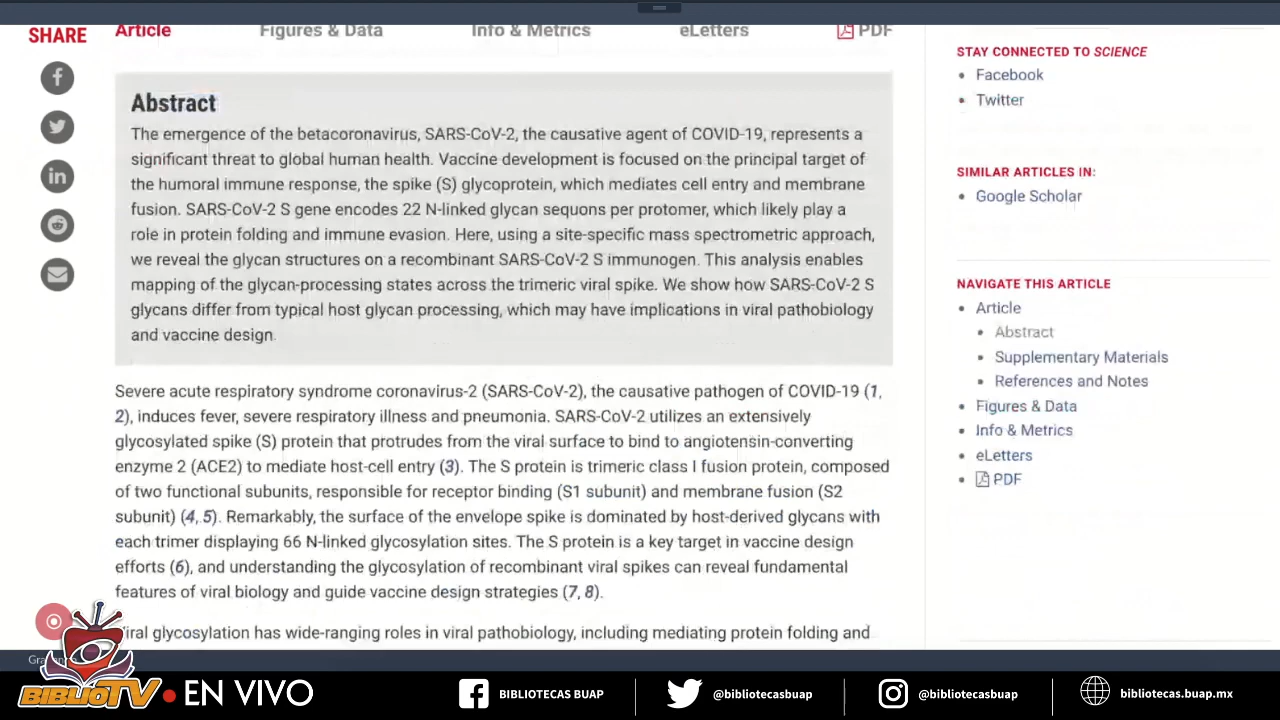 SHARE
Article Figures & Data Info & Metrics eLetters PDF
Abstract
The emergence of the betacoronavirus, SARS-CoV-2, the causative agent of COVID-19, represents a
significant threat to global human health. Vaccine development is focused on the principal target of
the humoral immune response, the spike (S) glycoprotein, which mediates cell entry and membrane
fusion. SARS-CoV-2 S gene encodes 22 N-linked glycan sequons per protomer, which likely play a
role in protein folding and immune evasion. Here, using a site-specific mass spectrometric approach,
we reveal the glycan structures on a recombinant SARS-CoV-2 S immunogen. This analysis enables
mapping of the glycan-processing states across the trimeric viral spike. We show how SARS-CoV-2 S
glycans differ from typical host glycan processing, which may have implications in viral pathobiology
and vaccine design.
Severe acute respiratory syndrome coronavirus-2 (SARS-CoV-2), the causative pathogen of COVID-19 (1,
2), induces fever, severe respiratory illness and pneumonia. SARS-CoV-2 utilizes an extensively
glycosylated spike (S) protein that protrudes from the viral surface to bind to angiotensin-converting
enzyme 2 (ACE2) to mediate host-cell entry (3). The S protein is trimeric class I fusion protein, composed
of two functional subunits, responsible for receptor binding (S1 subunit) and membrane fusion (S2
subunit) (4, 5). Remarkably, the surface of the envelope spike is dominated by host-derived glycans with
each trimer displaying 66 N-linked glycosylation sites. The S protein is a key target in vaccine design
efforts (6), and understanding the glycosylation of recombinant viral spikes can reveal fundamental
features of viral biology and guide vaccine design strategies (7, 8).
iral glycosylation has wide-ranging roles in viral pathobiology, including mediating protein folding and
STAY CONNECTED TO SCIENCE
• Facebook
• Twitter
SIMILAR ARTICLES IN:
• Google Scholar
NAVIGATE THIS ARTICLE
• Article
• Abstract
• Supplementary Materials
• References and Notes
• Figures & Data
• Info & Metrics
• eLetters
• PDF
BIBLIOTV • EN VIVO
BIBLIOTECAS BUAP
@bibliotecasbuap
@bibliotecasbuap
bibliotecas.buap.mx